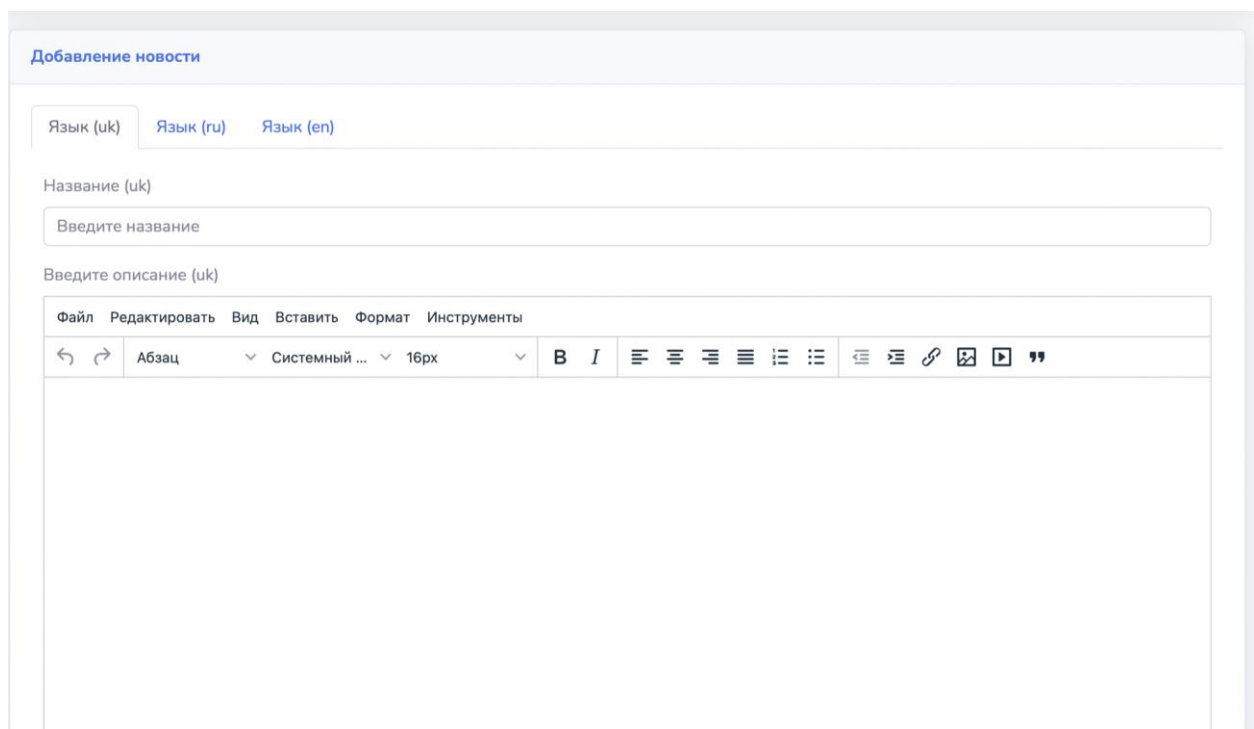 Добавление новости
Язык (uk) Язык (ru) Язык (en)
Название (uk)
Введите название
Введите описание (uk)
Файл Редактировать Вид Вставить Формат Инструменты
Абзац Системный ... 16px B I